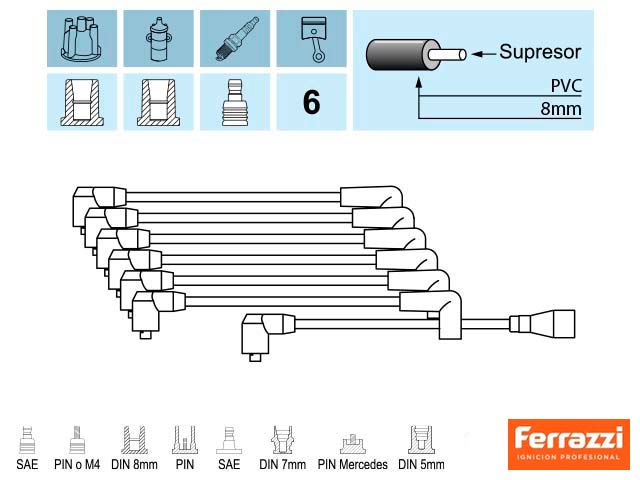 Supresor
PVC
6
8mm
SAE PIN o M4 DIN 8mm PIN SAE DIN 7mm PIN Mercedes DIN 5mm
Ferrazzi
IGNICION PROFESIONAL